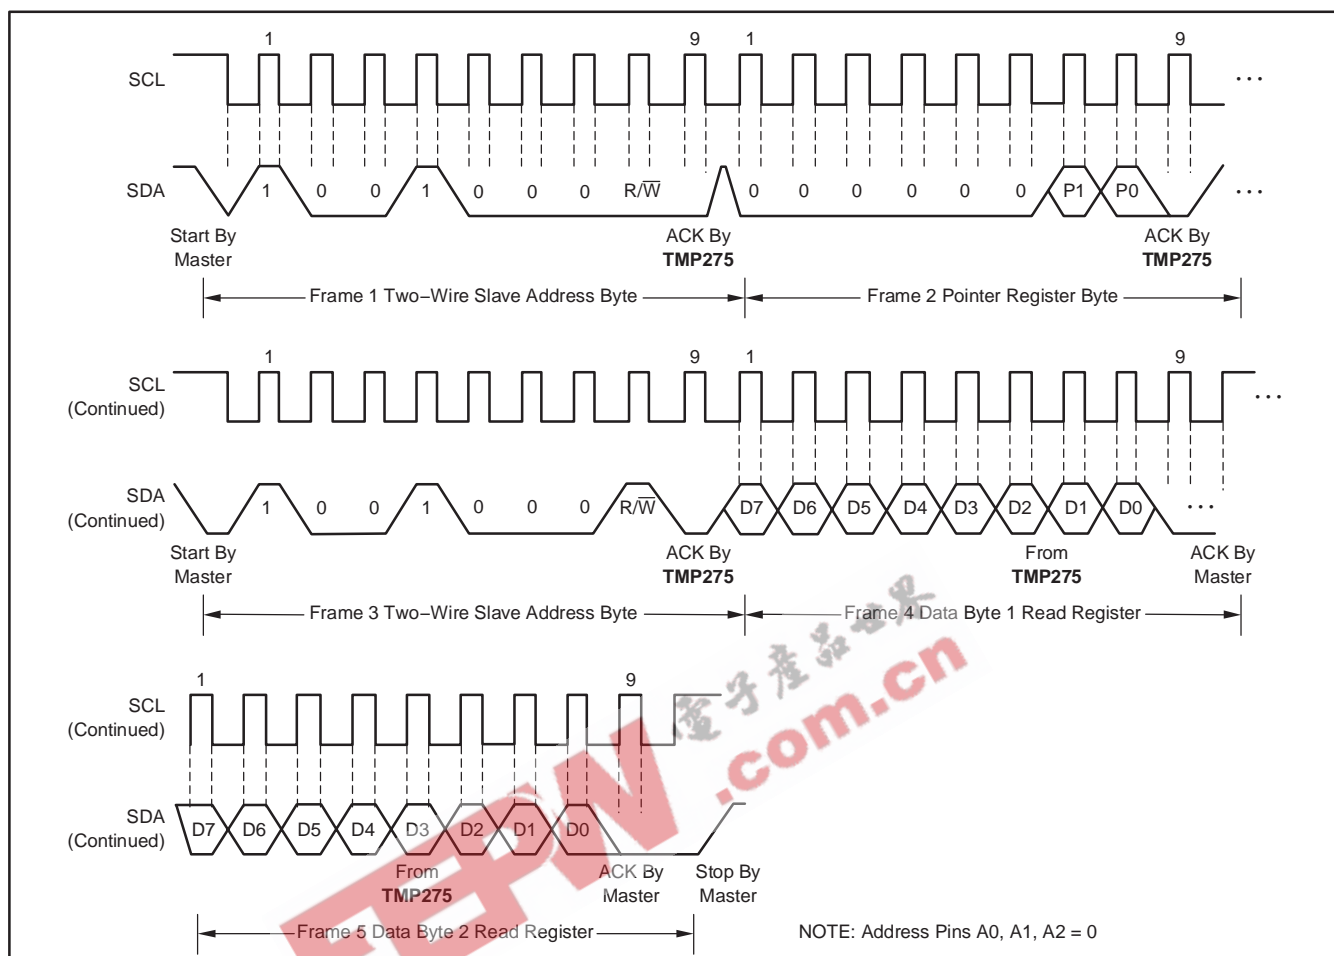 1 9 1 9
SCL ...
SDA 1 0 0 1 0 0 0 R/W̅ 0 0 0 0 0 0 P1 P0 ...
Start By Master
ACK By TMP275
ACK By TMP275
Frame 1 Two−Wire Slave Address Byte
Frame 2 Pointer Register Byte
1 9 1 9
SCL (Continued) ...
SDA (Continued) 1 0 0 1 0 0 0 R/W̅ D7 D6 D5 D4 D3 D2 D1 D0 ...
Start By Master
ACK By TMP275
From TMP275
ACK By Master
Frame 3 Two−Wire Slave Address Byte
Frame 4 Data Byte 1 Read Register
1 9
SCL (Continued)
SDA (Continued) D7 D6 D5 D4 D3 D2 D1 D0
From TMP275
ACK By Master
Stop By Master
Frame 5 Data Byte 2 Read Register
NOTE: Address Pins A0, A1, A2 = 0
電子產品世界
EEPW.com.cn